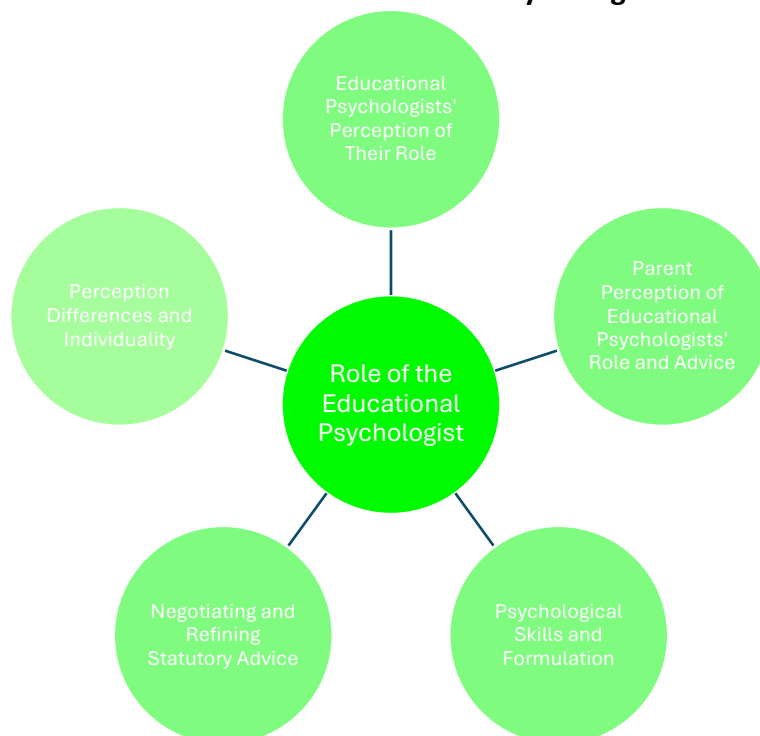 Educational
Psychologists'
Perception of
Their Role
Perception
Differences and
Individuality
Parent
Perception of
Educational
Psychologists'
Role and Advice
Role of the
Educational
Psychologist
Negotiating and
Refining
Statutory Advice
Psychological
Skills and
Formulation